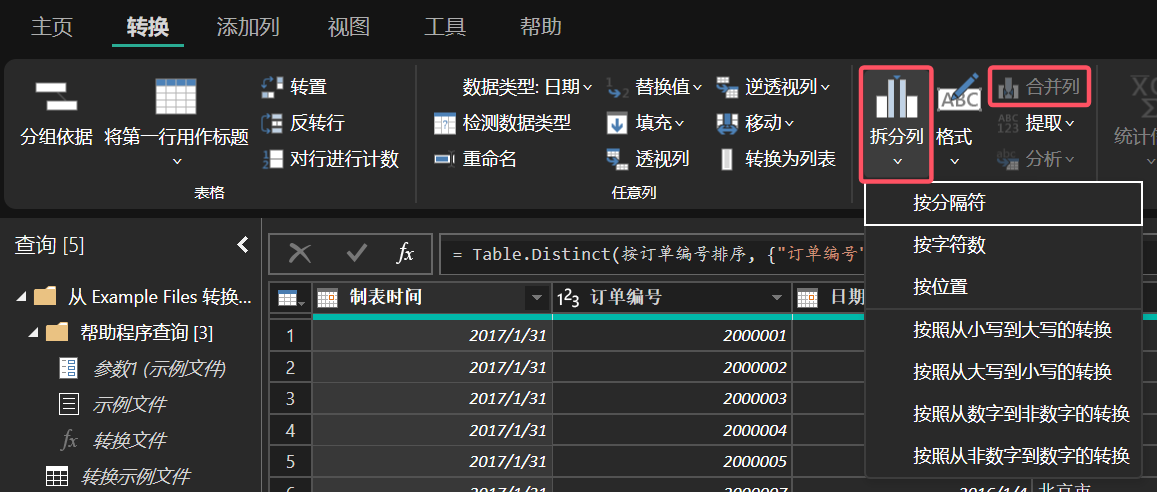 主页 转换 添加列 视图 工具 帮助
转置 数据类型: 日期 替换值 逆透视列 合并列
分组依据 将第一行用作标题 反转行 检测数据类型 填充 移动 拆分列 格式 提取
对行进行计数 重命名 透视列 转换为列表 分析
表格 任意列
按分隔符
按字符数
按位置
按照从小写到大写的转换
按照从大写到小写的转换
按照从数字到非数字的转换
按照从非数字到数字的转换
查询 [5]
fx = Table.Distinct(按订单编号排序, {"订单编号"
从 Example Files 转换...
帮助程序查询 [3]
参数1 (示例文件)
示例文件
fx 转换文件
转换示例文件
制表时间 1²3 订单编号 日期
1 2017/1/31 2000001
2 2017/1/31 2000002
3 2017/1/31 2000003
4 2017/1/31 2000004
5 2017/1/31 2000005